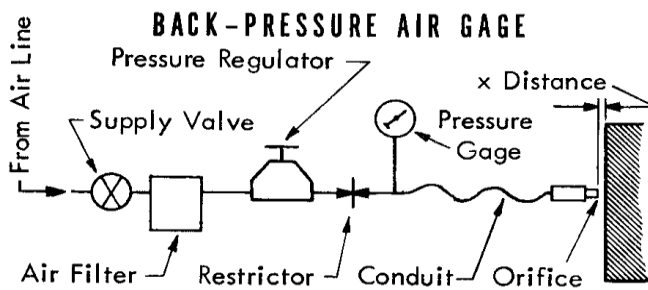 BACK-PRESSURE AIR GAGE
Pressure Regulator
x Distance
From Air Line
Supply Valve
Pressure
Gage
Air Filter
Restrictor
Conduit
Orifice